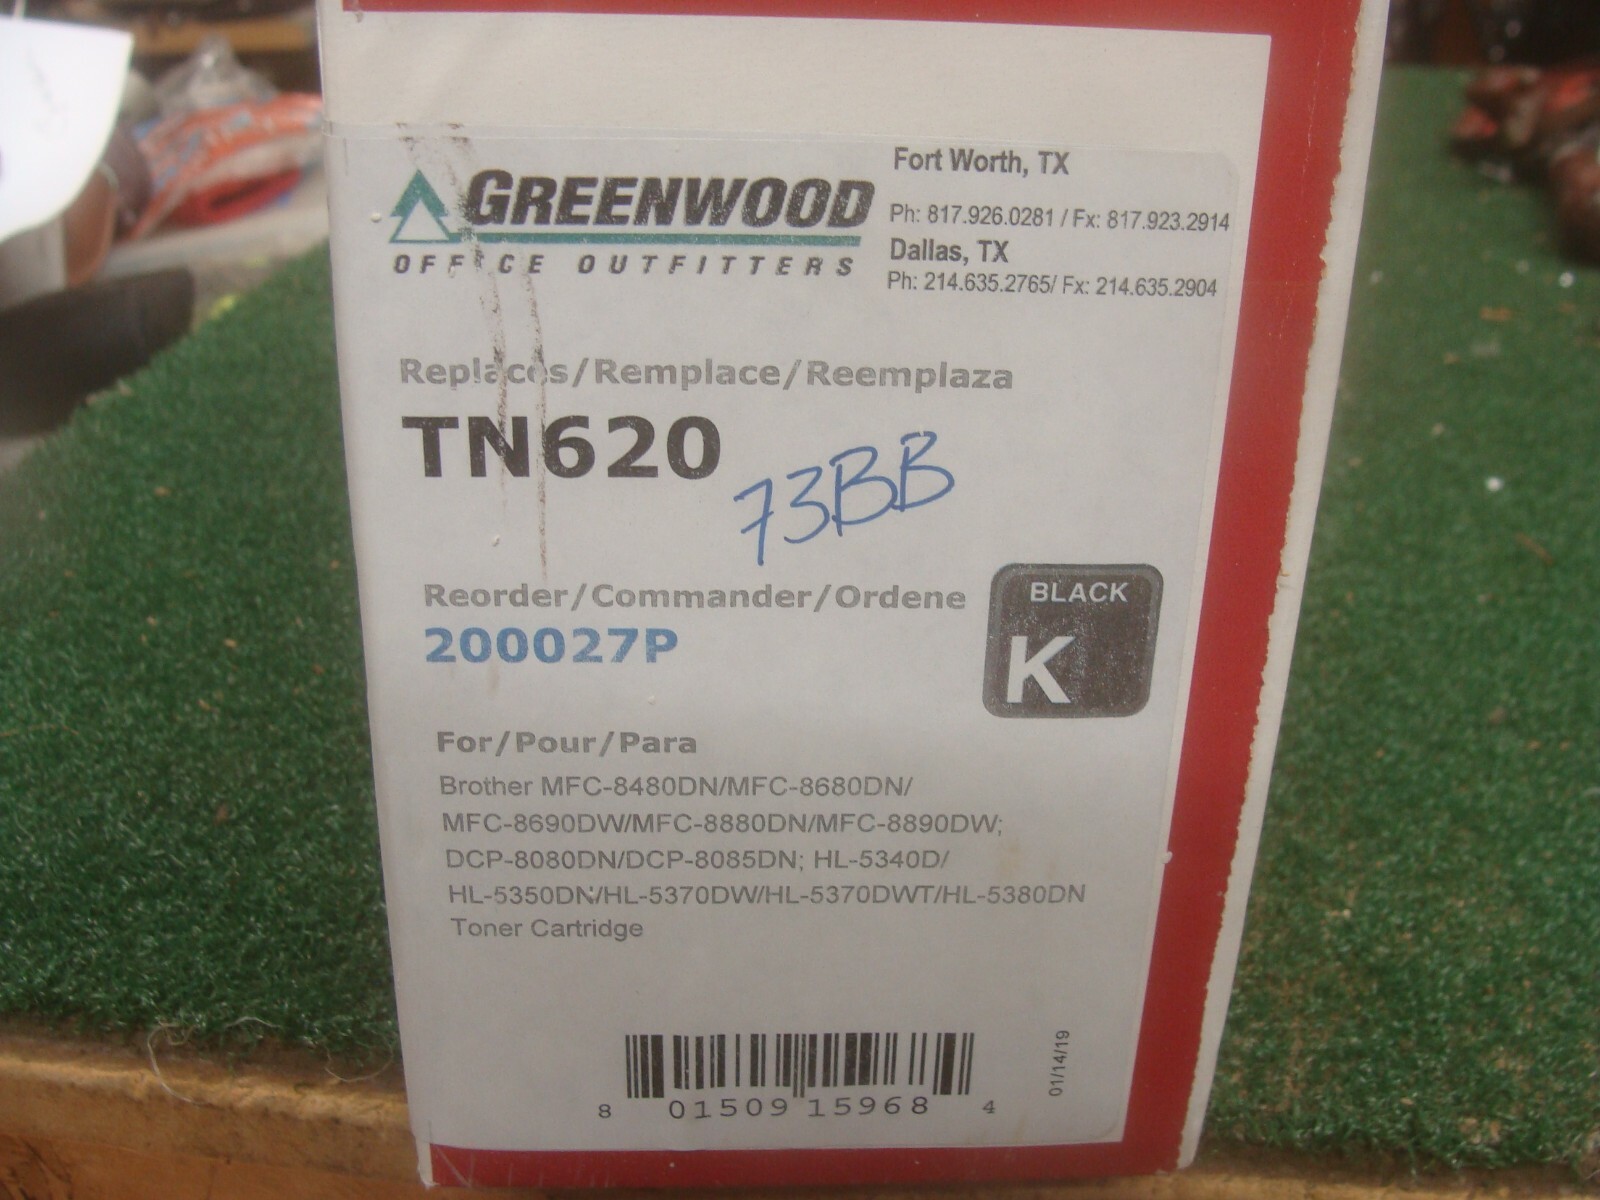 GREENWOOD
OFFICE OUTFITTERS
Fort Worth, TX
Ph: 817.926.0281 / Fx: 817.923.2914
Dallas, TX
Ph: 214.635.2765/ Fx: 214.635.2904
Replaces/Remplace/Reemplaza
TN620
73BB
Reorder/Commander/Ordene
200027P
BLACK
K
For/Pour/Para
Brother MFC-8480DN/MFC-8680DN/
MFC-8690DW/MFC-8880DN/MFC-8890DW;
DCP-8080DN/DCP-8085DN; HL-5340D/
HL-5350DN/HL-5370DW/HL-5370DWT/HL-5380DN
Toner Cartridge
8 01509 15968 4
01/14/19